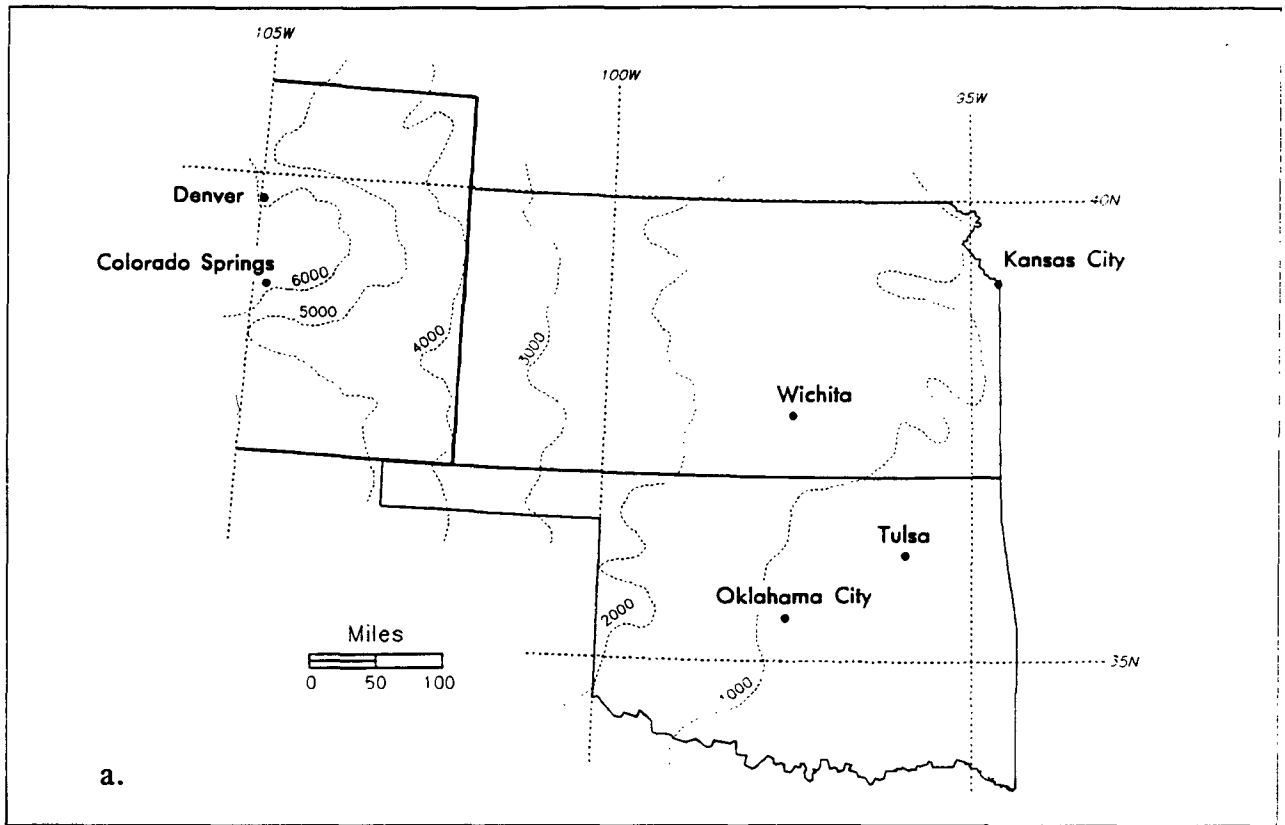 105W
100W
95W
Denver
40N
Colorado Springs
Kansas City
6000
5000
4000
3000
Wichita
Tulsa
Oklahoma City
2000
Miles
35N
0 50 100
1000
a.